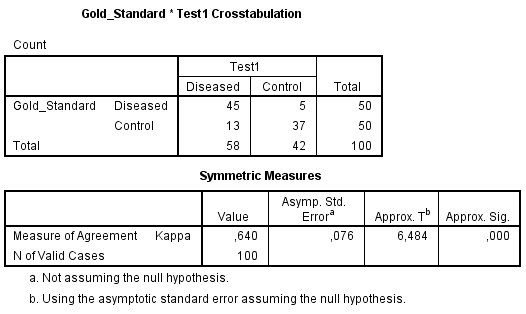 Gold_Standard * Test1 Crosstabulation
Count
Test1
Diseased Control Total
Gold_Standard Diseased 45 5 50
Control 13 37 50
Total 58 42 100
Symmetric Measures
Value Asymp. Std. Errorᵃ Approx. Tᵇ Approx. Sig.
Measure of Agreement Kappa ,640 ,076 6,484 ,000
N of Valid Cases 100
a. Not assuming the null hypothesis.
b. Using the asymptotic standard error assuming the null hypothesis.